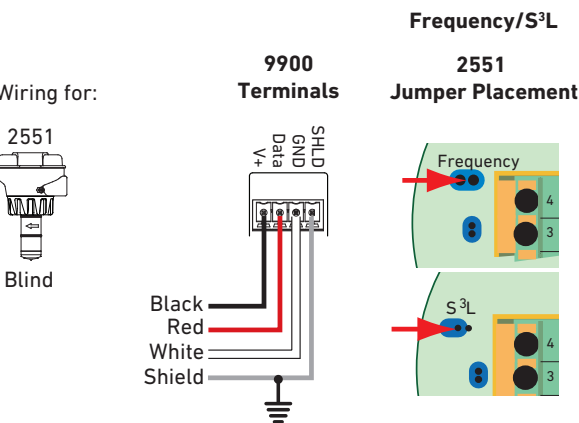 Frequency/S³L
Wiring for:
9900
Terminals
2551
Jumper Placement
2551
Blind
V+
Data
GND
SHLD
Black
Red
White
Shield
Frequency
4
3
S³L
4
3